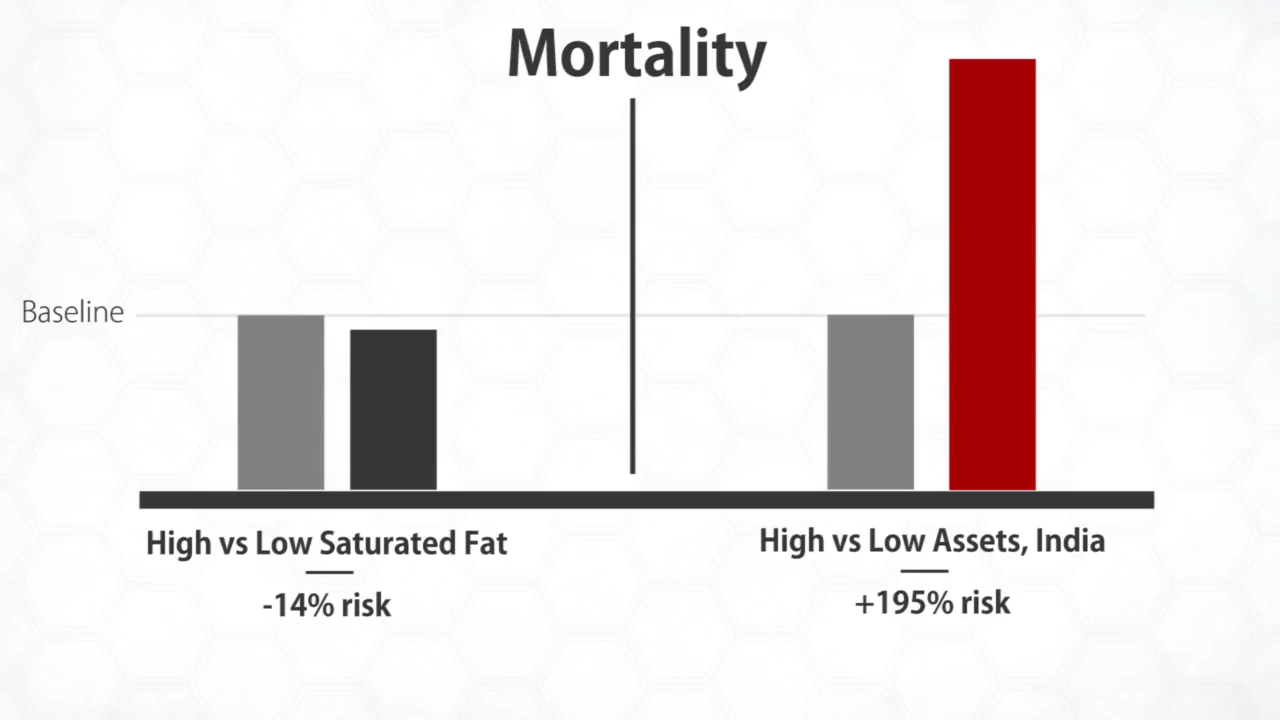 Mortality
Baseline
High vs Low Saturated Fat
-14% risk
High vs Low Assets, India
+195% risk